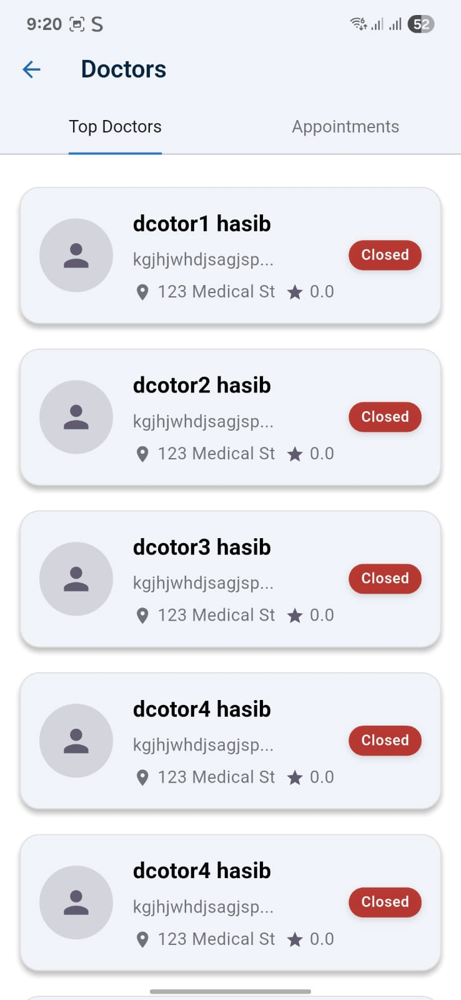 9:20 S 52
Doctors
Top Doctors Appointments
dcotor1 hasib
kgjhjwhdjsagjsp...
Closed
123 Medical St 0.0
dcotor2 hasib
kgjhjwhdjsagjsp...
Closed
123 Medical St 0.0
dcotor3 hasib
kgjhjwhdjsagjsp...
Closed
123 Medical St 0.0
dcotor4 hasib
kgjhjwhdjsagjsp...
Closed
123 Medical St 0.0
dcotor4 hasib
kgjhjwhdjsagjsp...
Closed
123 Medical St 0.0